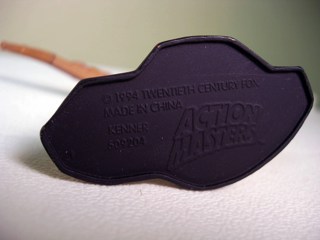 © 1994 TWENTIETH CENTURY FOX
MADE IN CHINA
KENNER
ACTION
MASTERS